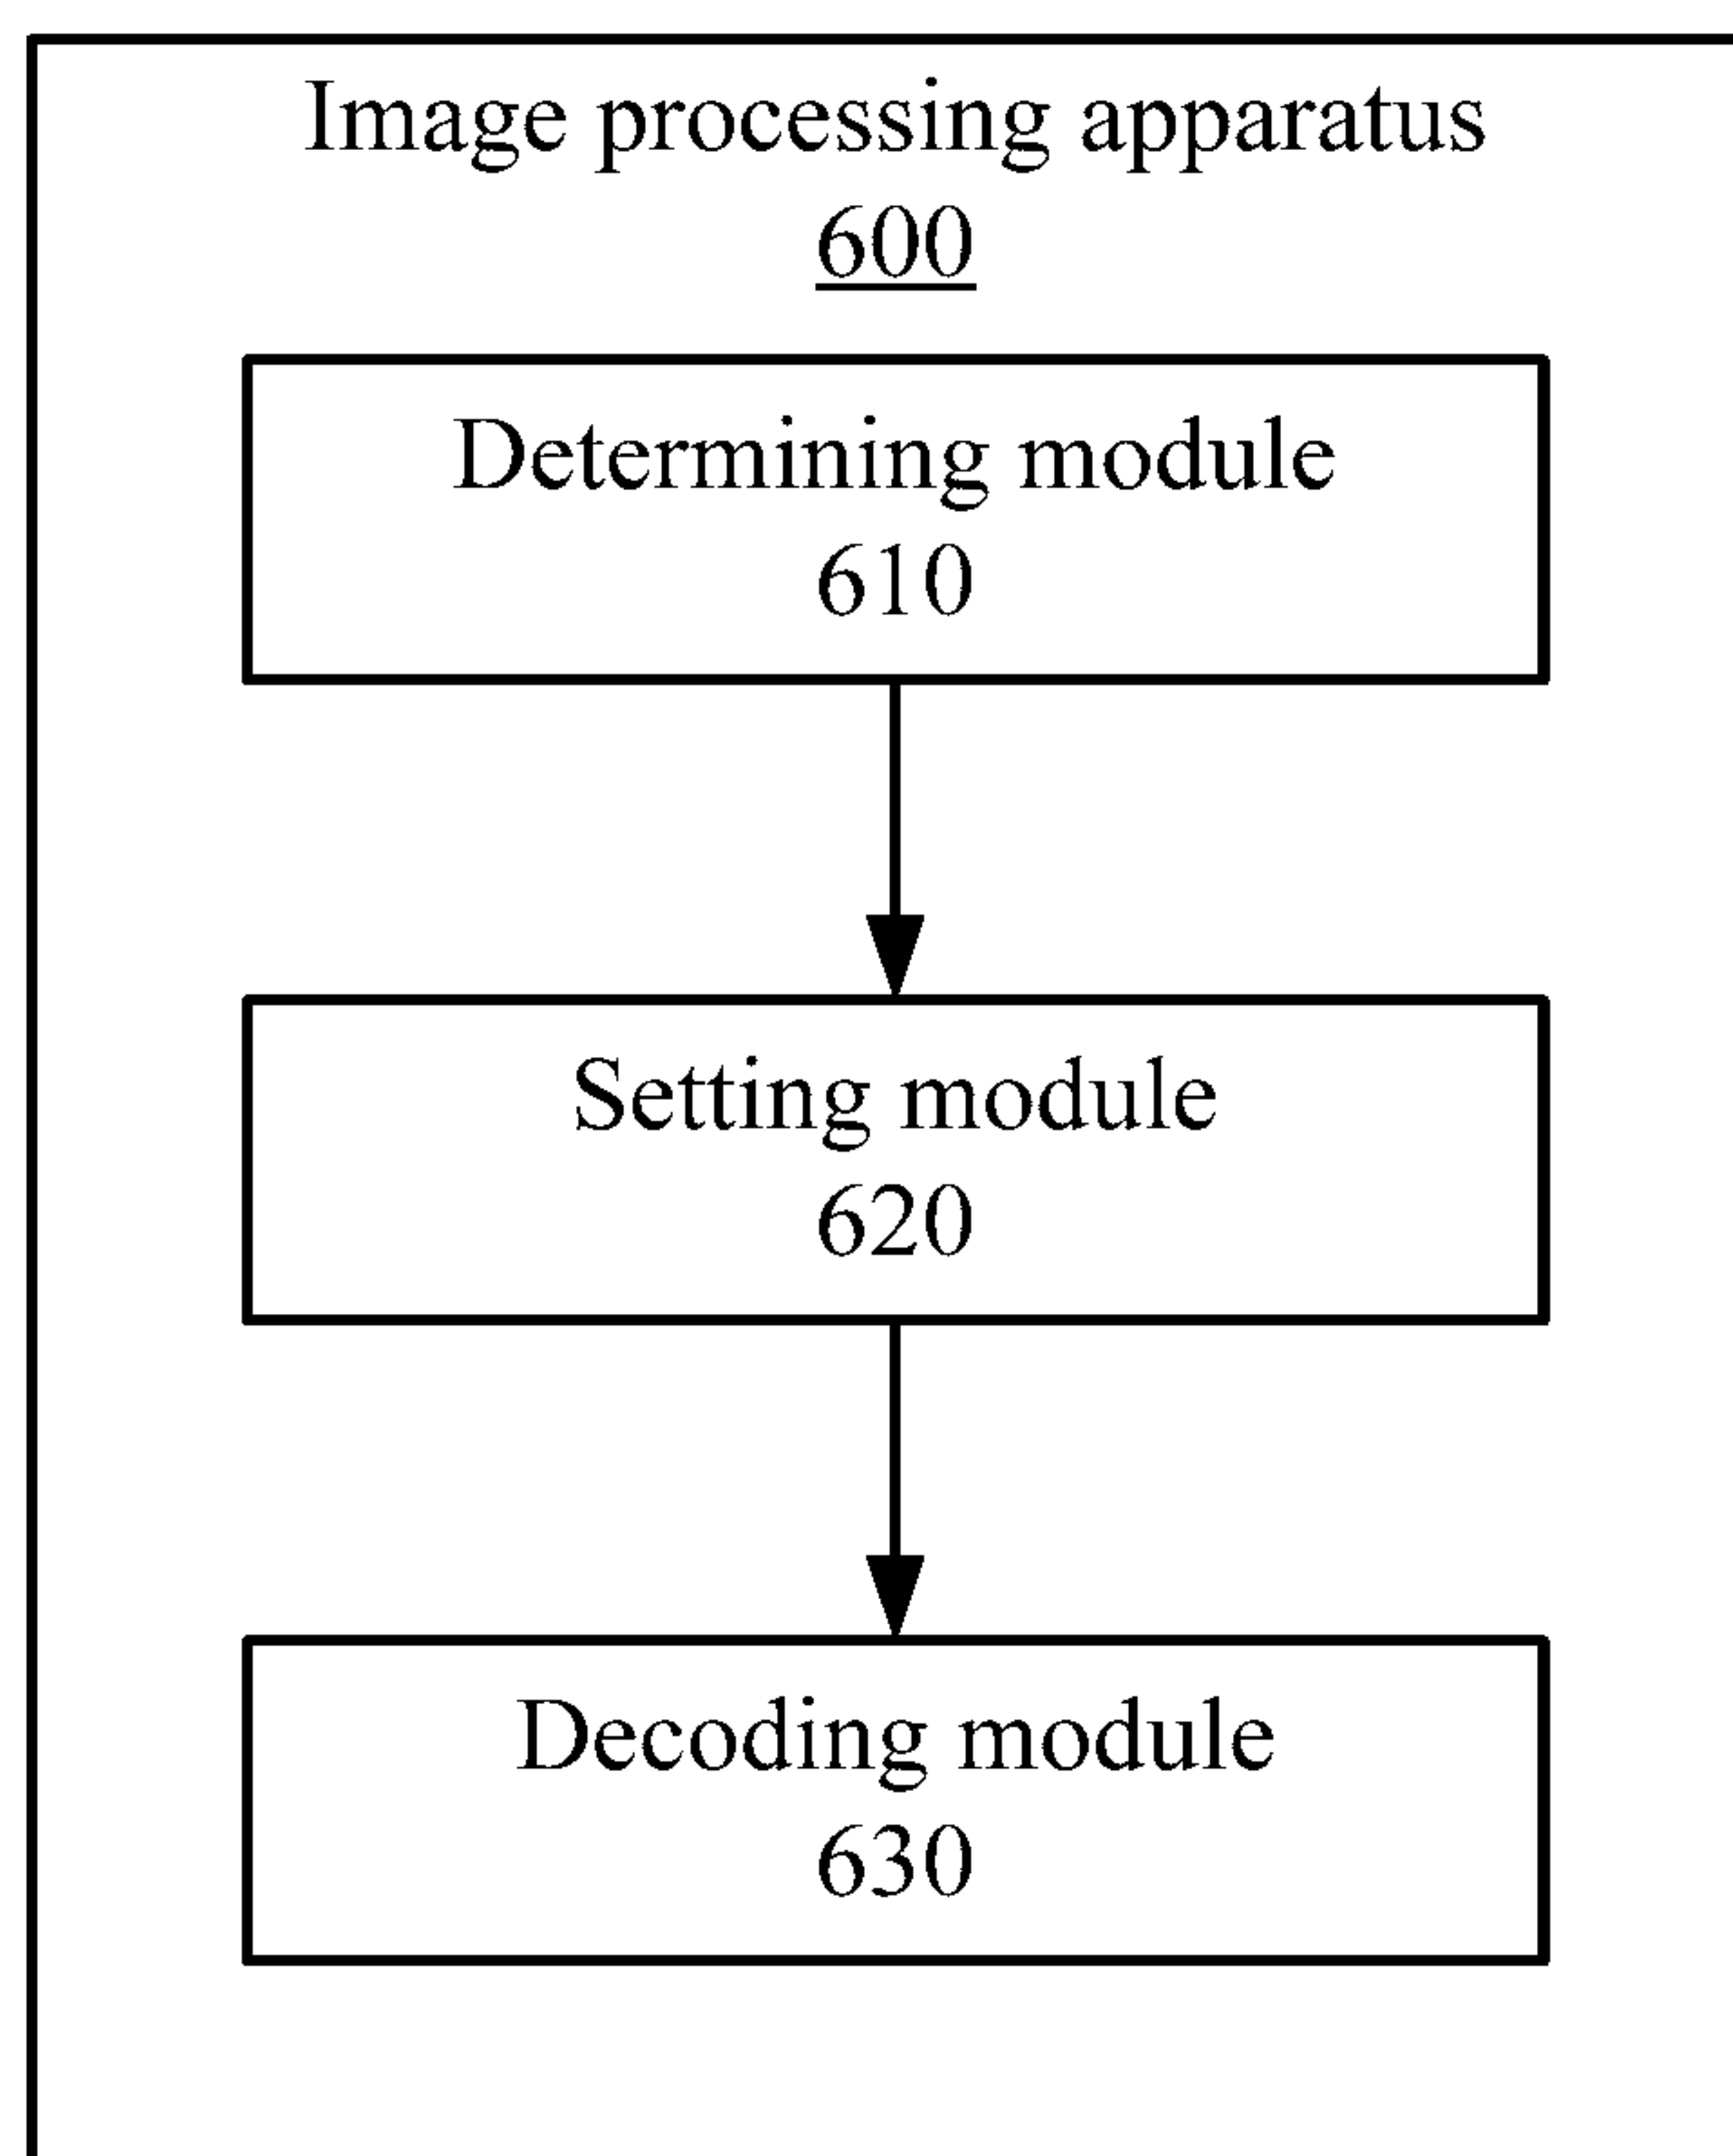 Image processing apparatus
600
Determining module
610
Setting module
620
Decoding module
630